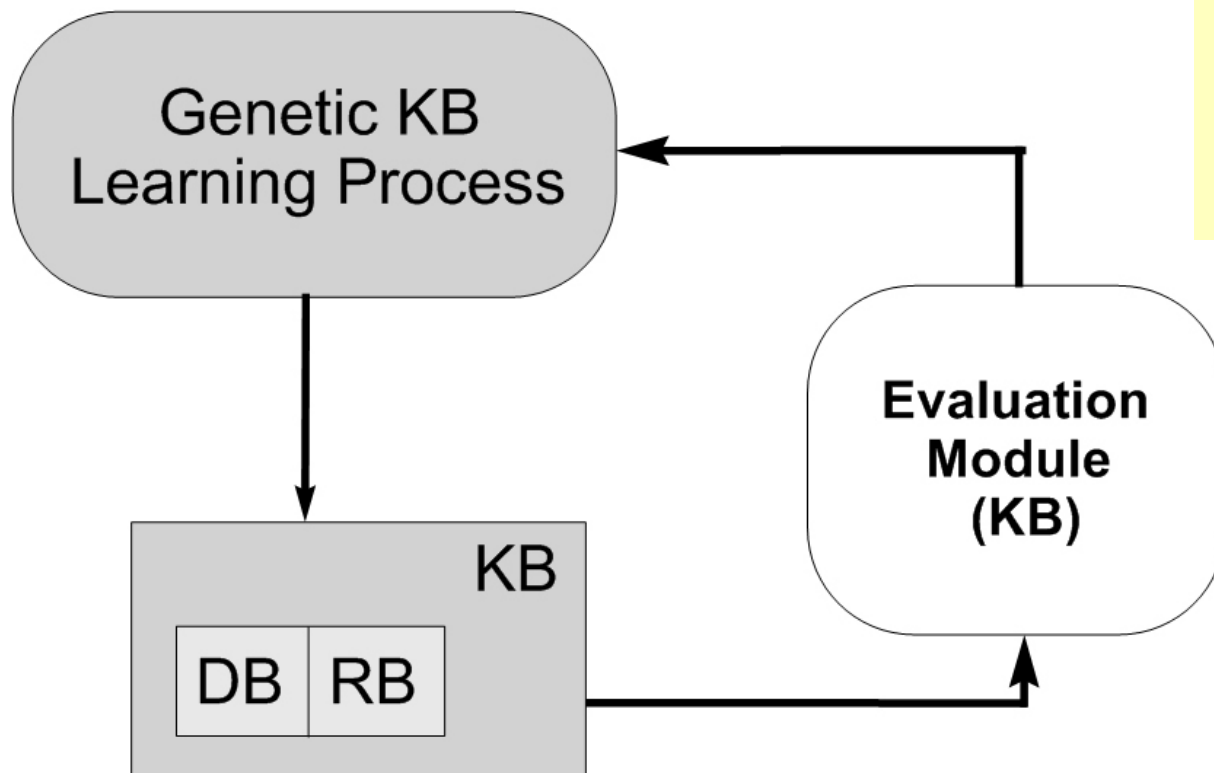 Genetic KB
Learning Process
Evaluation
Module
(KB)
KB
DB RB